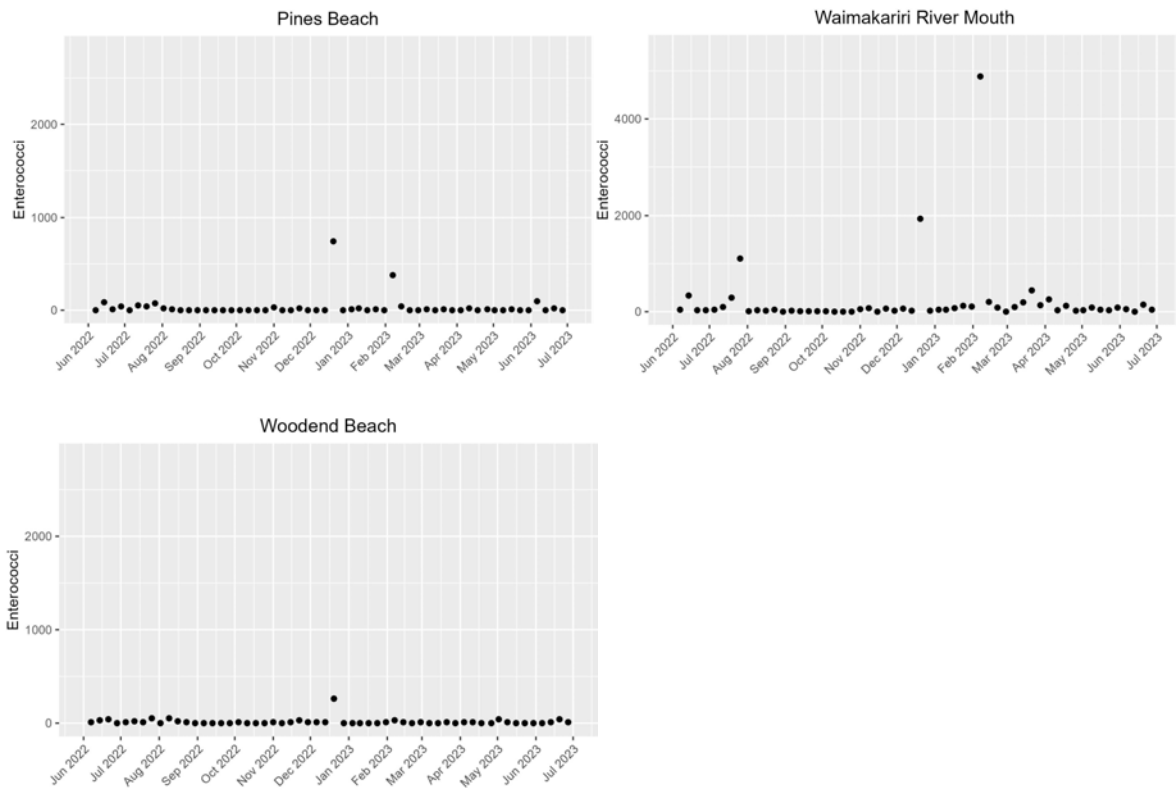 Pines Beach
Enterococci
2000
1000
0
Jun 2022
Jul 2022
Aug 2022
Sep 2022
Oct 2022
Nov 2022
Dec 2022
Jan 2023
Feb 2023
Mar 2023
Apr 2023
May 2023
Jun 2023
Jul 2023
Waimakariri River Mouth
Enterococci
4000
2000
0
Jun 2022
Jul 2022
Aug 2022
Sep 2022
Oct 2022
Nov 2022
Dec 2022
Jan 2023
Feb 2023
Mar 2023
Apr 2023
May 2023
Jun 2023
Jul 2023
Woodend Beach
Enterococci
2000
1000
0
Jun 2022
Jul 2022
Aug 2022
Sep 2022
Oct 2022
Nov 2022
Dec 2022
Jan 2023
Feb 2023
Mar 2023
Apr 2023
May 2023
Jun 2023
Jul 2023